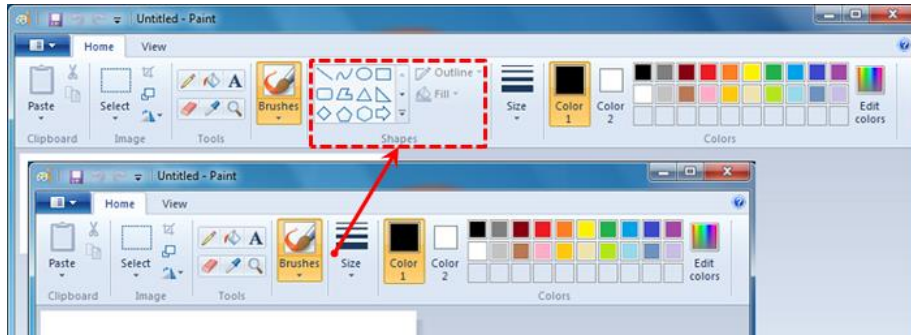 Untitled - Paint
Home View
Paste
Select
A
Brushes
Outline
Fill
Size
Color
1
Color
2
Edit
colors
Clipboard
Image
Tools
Shapes
Colors
Untitled - Paint
Home View
Paste
Select
A
Brushes
Size
Color
1
Color
2
Edit
colors
Clipboard
Image
Tools
Colors